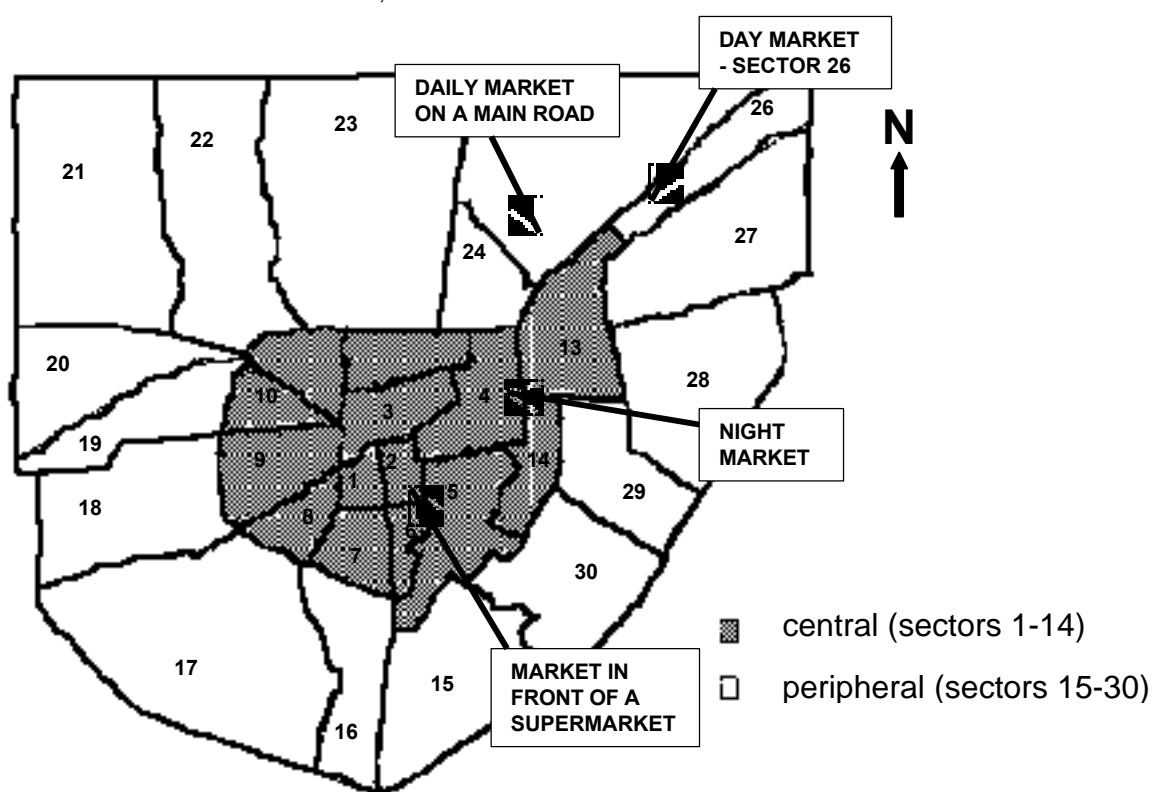 DAY MARKET
- SECTOR 26
DAILY MARKET
ON A MAIN ROAD
26
N
22
23
21
27
24
13
20
28
10
4
3
19
NIGHT
MARKET
9
2
14
1
5
29
18
8
6
7
30
central (sectors 1-14)
17
MARKET IN
FRONT OF A
SUPERMARKET
15
peripheral (sectors 15-30)
16